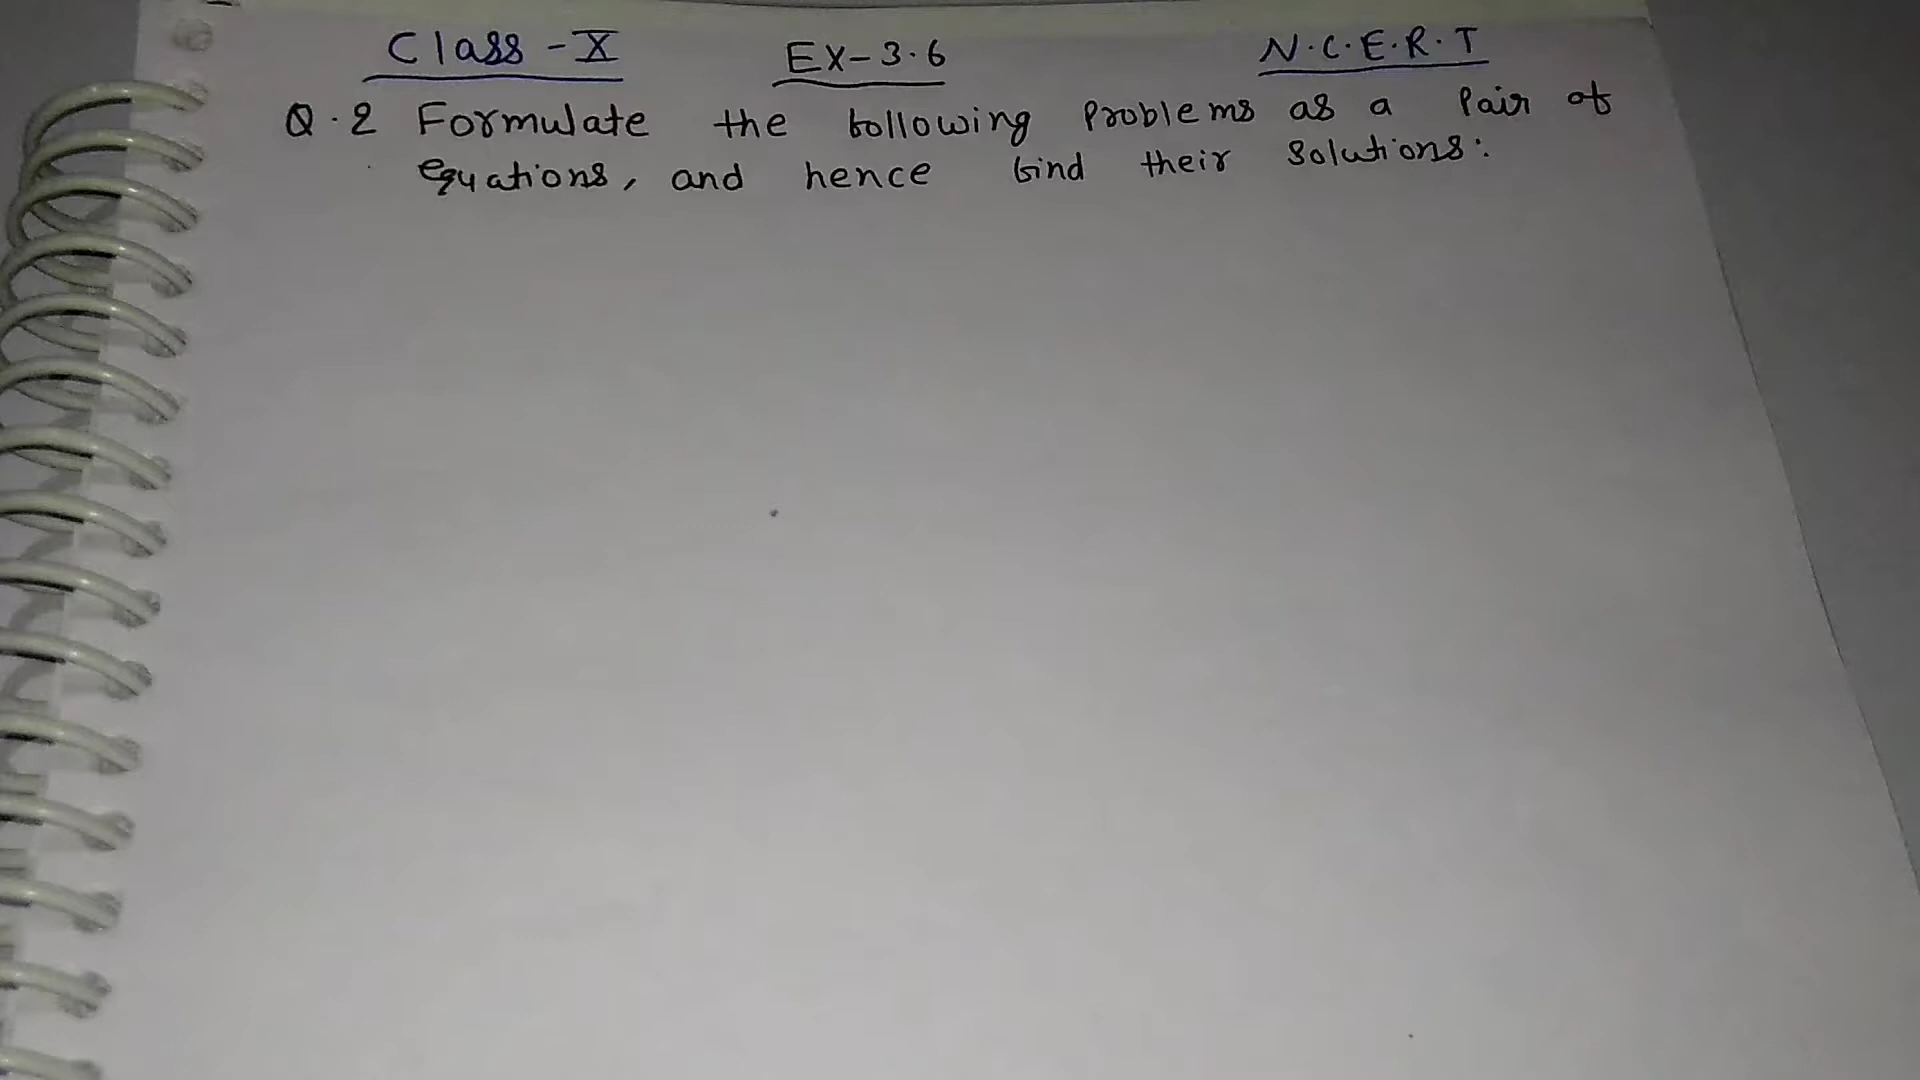 Class - X EX- 3.6 N.C.E.R.T
Q.2 Formulate the following Problems as a Pair of
equations, and hence find their Solutions: